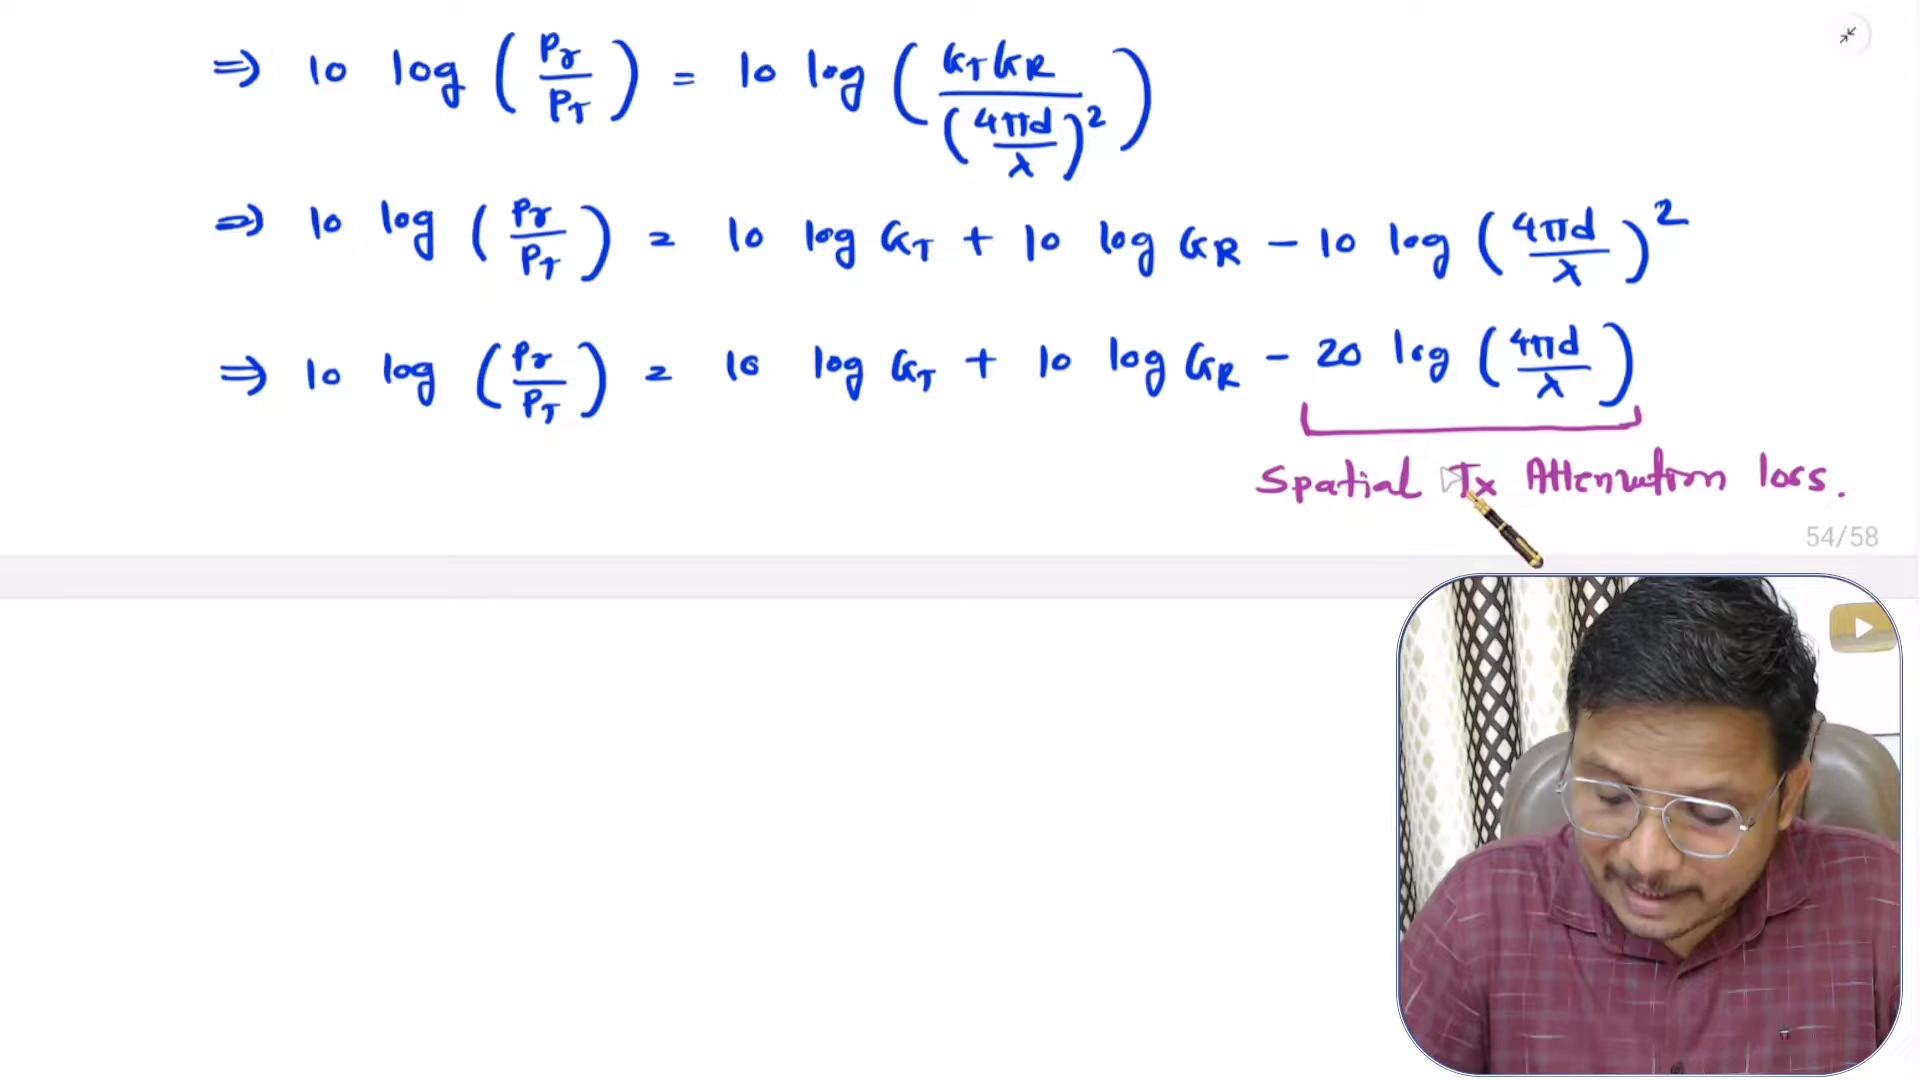 ⇒ 10 log (Pr/PT) = 10 log (GTGR/(4πd/λ)²)
⇒ 10 log (Pr/PT) = 10 log GT + 10 log GR - 10 log (4πd/λ)²
⇒ 10 log (Pr/PT) = 10 log GT + 10 log GR - 20 log (4πd/λ)
Spatial Tx Attenuation loss.
54/58